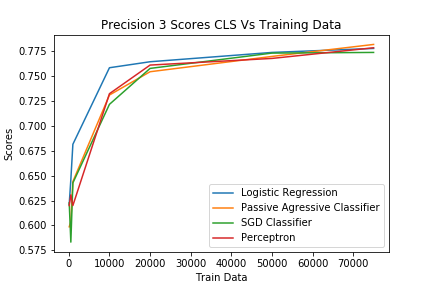 Precision 3 Scores CLS Vs Training Data
Scores
0.775
0.750
0.725
0.700
0.675
0.650
0.625
0.600
0.575
Logistic Regression
Passive Agressive Classifier
SGD Classifier
Perceptron
0 10000 20000 30000 40000 50000 60000 70000
Train Data